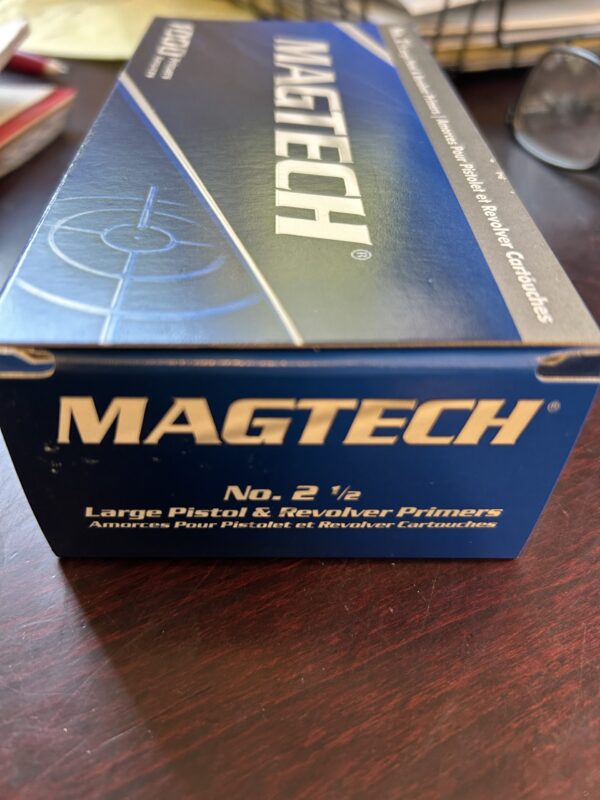 MAGTECH®
Amorces Pour Pistolet et Revolver Cartouches
MAGTECH®
No. 2 1/2
Large Pistol & Revolver Primers
Amorces Pour Pistolet et Revolver Cartouches